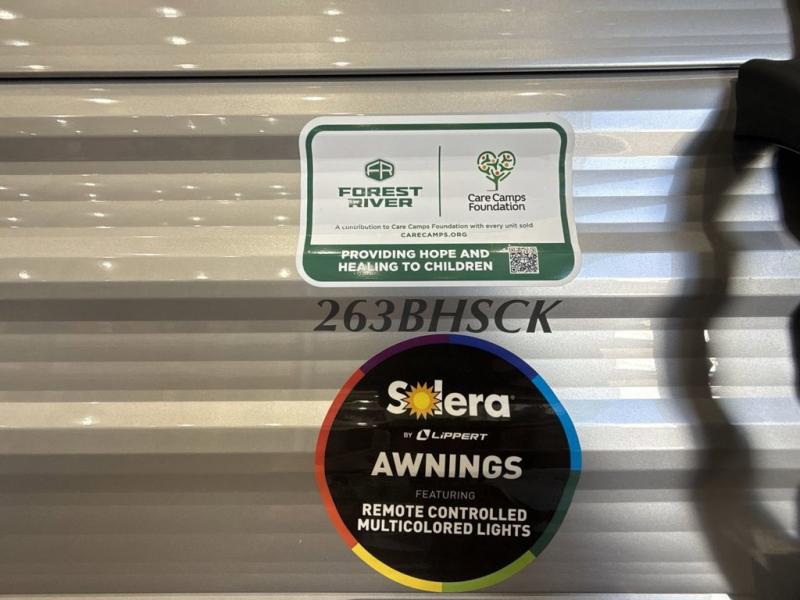 FOREST
RIVER
Care Camps
Foundation
A contribution to Care Camps Foundation with every unit sold
CARECAMPS.ORG
PROVIDING HOPE AND
HEALING TO CHILDREN
263BHSCK
Solera
BY LIPPERT
AWNINGS
FEATURING
REMOTE CONTROLLED
MULTICOLORED LIGHTS